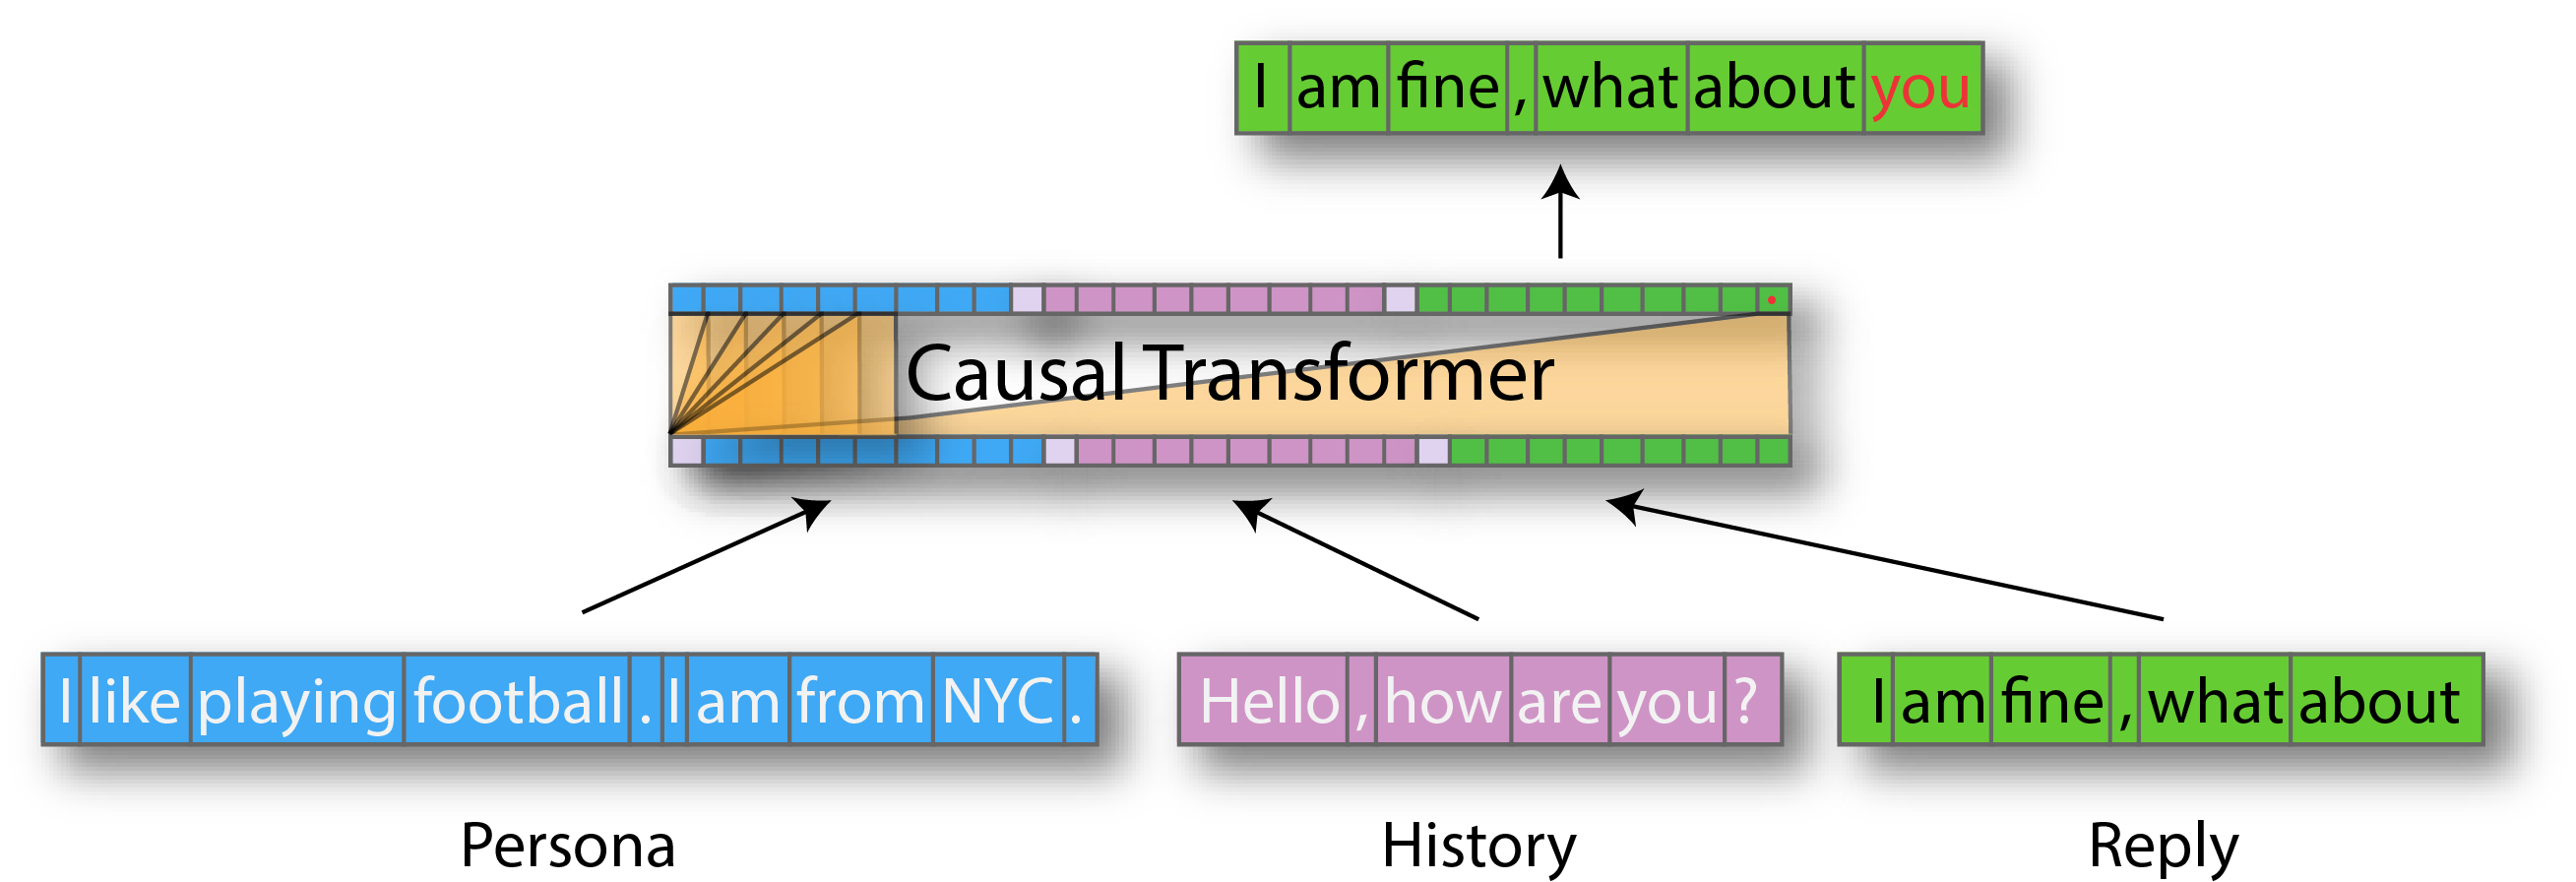 I am fine , what about you
Causal Transformer
I like playing football . I am from NYC .
Hello , how are you ?
I am fine , what about
Persona
History
Reply